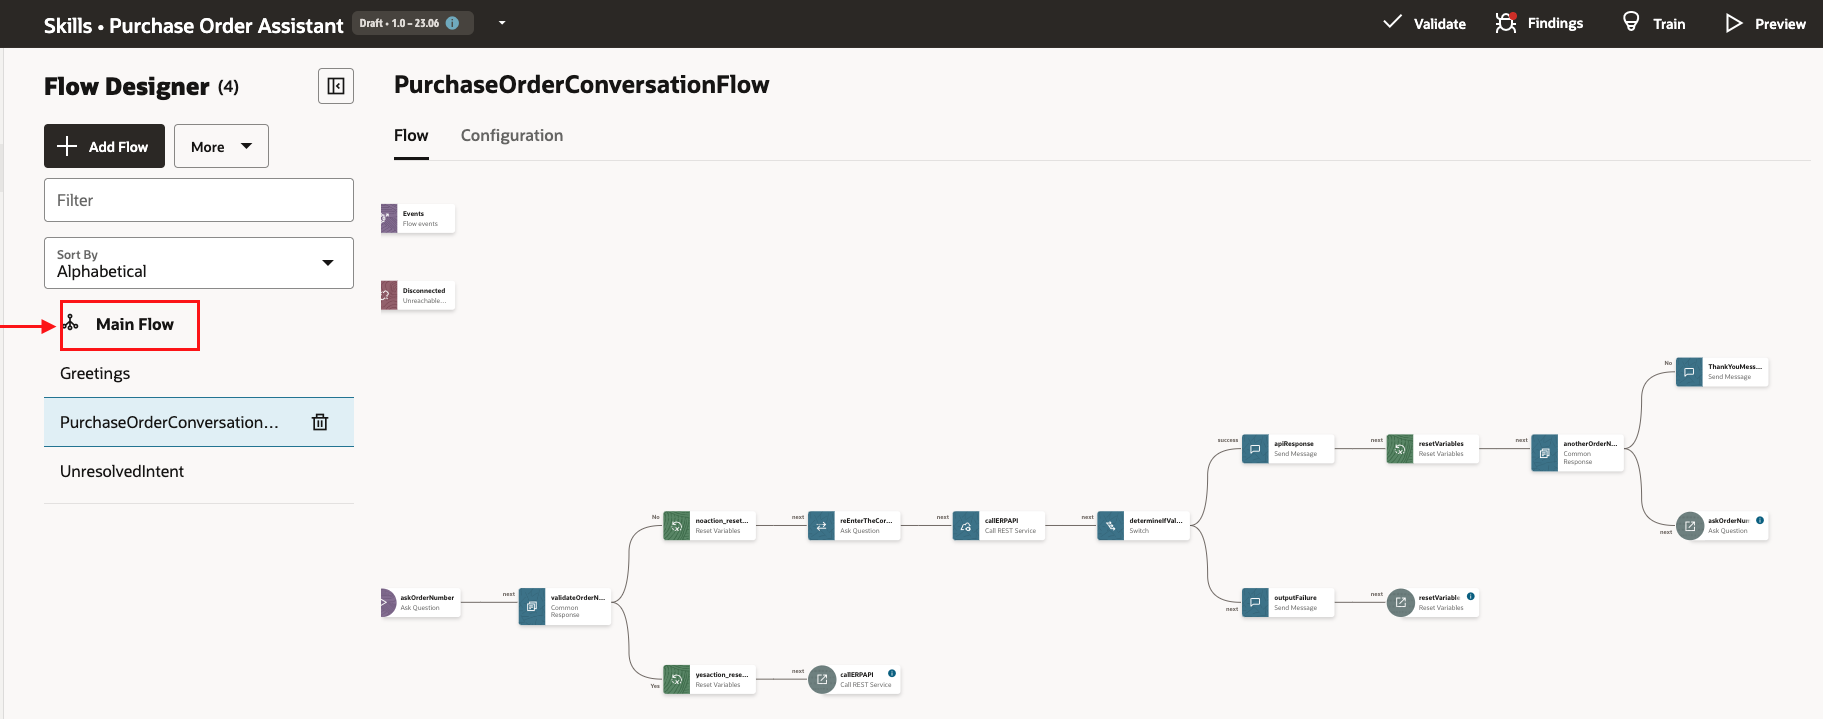 Skills • Purchase Order Assistant
Draft • 1.0 – 23.06
Validate
Findings
Train
Preview
Flow Designer (4)
Add Flow
More
Filter
Sort By
Alphabetical
Main Flow
Greetings
PurchaseOrderConversation...
UnresolvedIntent
PurchaseOrderConversationFlow
Flow
Configuration
Events
Flow events
Disconnected
Unreachable...
askOrderNumber
Ask Question
next
validateOrderN...
Common
Response
No
noaction_reset...
Reset Variables
next
reEnterTheCor...
Ask Question
next
callERPAPI
Call REST Service
next
determineIfVal...
Switch
success
apiResponse
Send Message
next
resetVariables
Reset Variables
next
anotherOrderN...
Common
Response
No
ThankYouMess...
Send Message
next
askOrderNun
Ask Question
next
outputFailure
Send Message
next
resetVariable
Reset Variables
Yes
yesaction_rese...
Reset Variables
next
callERPAPI
Call REST Service